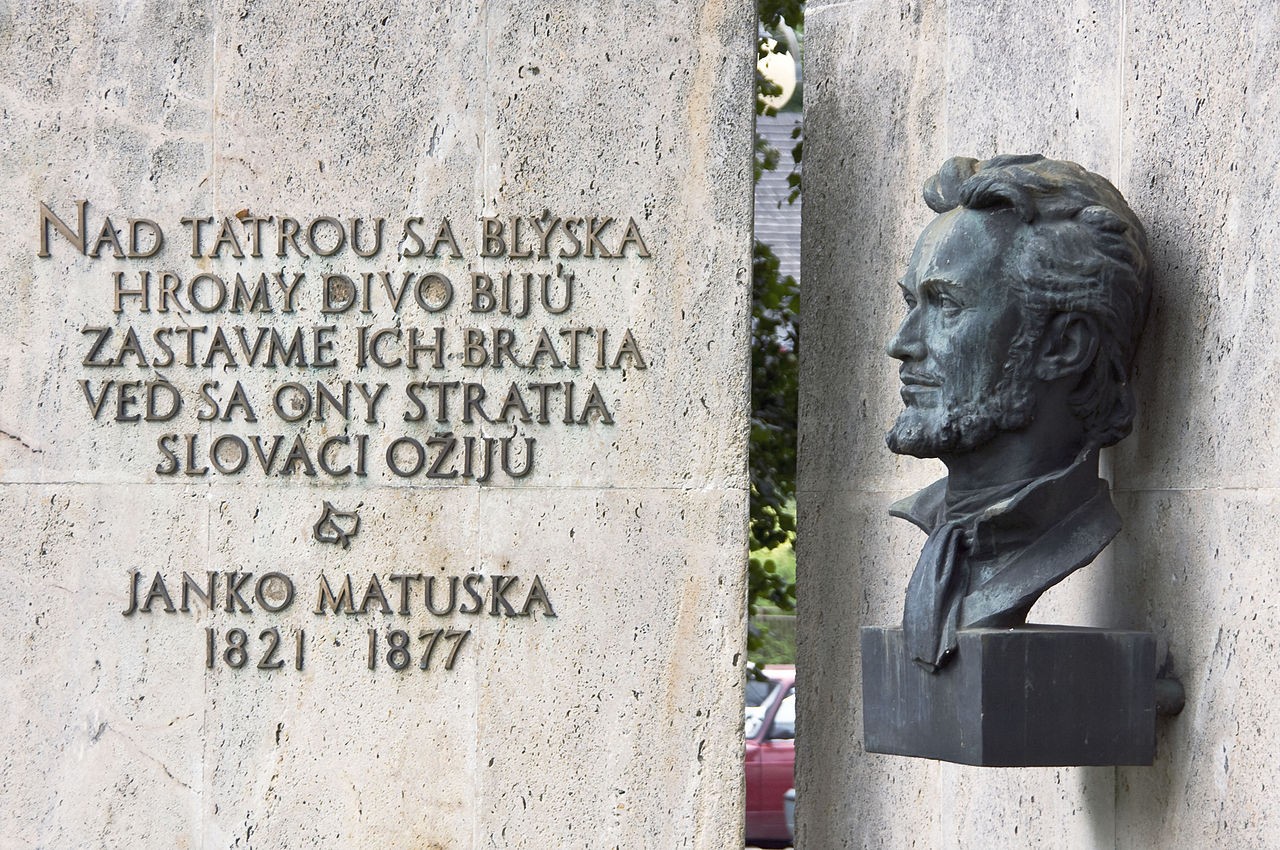 NAD TATROU SA BLÝSKA
HROMY DIVO BIJÚ
ZASTAVME ICH BRATIA
VEĎ SA ONY STRATIA
SLOVÁCI OŽIJÚ
JANKO MATUSKA
1821 1877